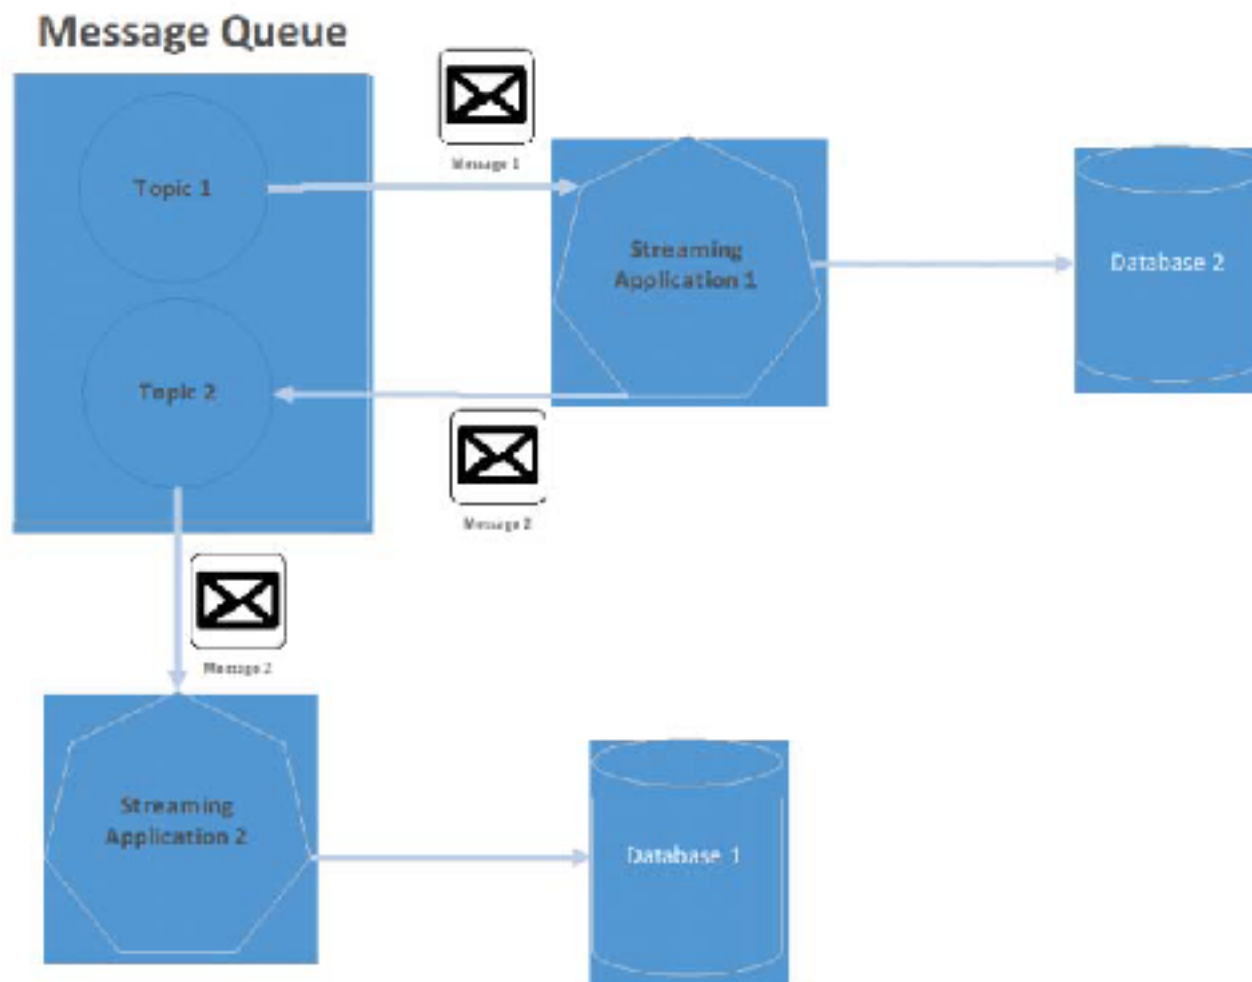 Message Queue
Message 1
Topic 1
Streaming
Application 1
Database 2
Topic 2
Message 2
Message 2
Streaming
Application 2
Database 1